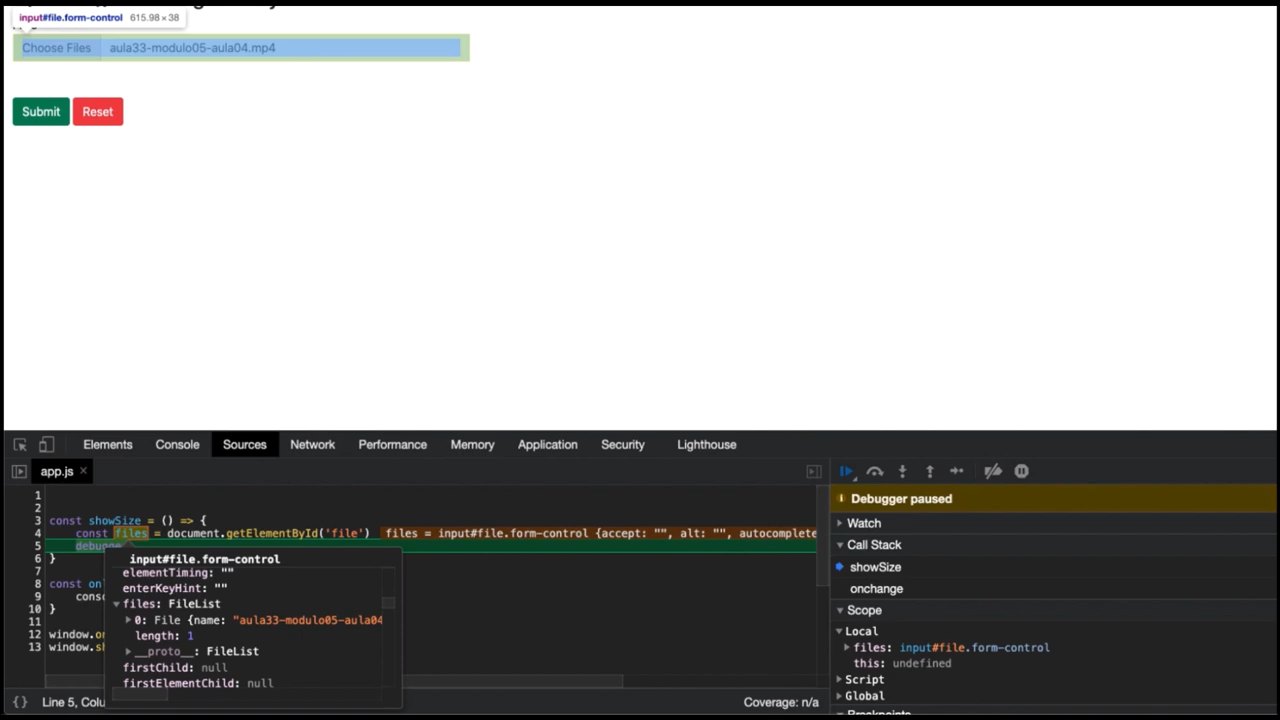 input#file.form-control 615.98 × 38
Choose Files aula33-modulo05-aula04.mp4
Submit Reset
Elements Console Sources Network Performance Memory Application Security Lighthouse
app.js ×
Debugger paused
Watch
Call Stack
showSize
onchange
Scope
Local
files: input#file.form-control
this: undefined
Script
Global
Breakpoints
1
2
3 const showSize = () => {
4 const files = document.getElementById('file') files = input#file.form-control {accept: "", alt: "", autocomplete
5 debugge
6 }
7
8 const on
9 conso
10 }
11
12 window.on
13 window.sh
input#file.form-control
elementTiming: ""
enterKeyHint: ""
files: FileList
0: File {name: "aula33-modulo05-aula04
length: 1
__proto__: FileList
firstChild: null
firstElementChild: null
{} Line 5, Colu
Coverage: n/a